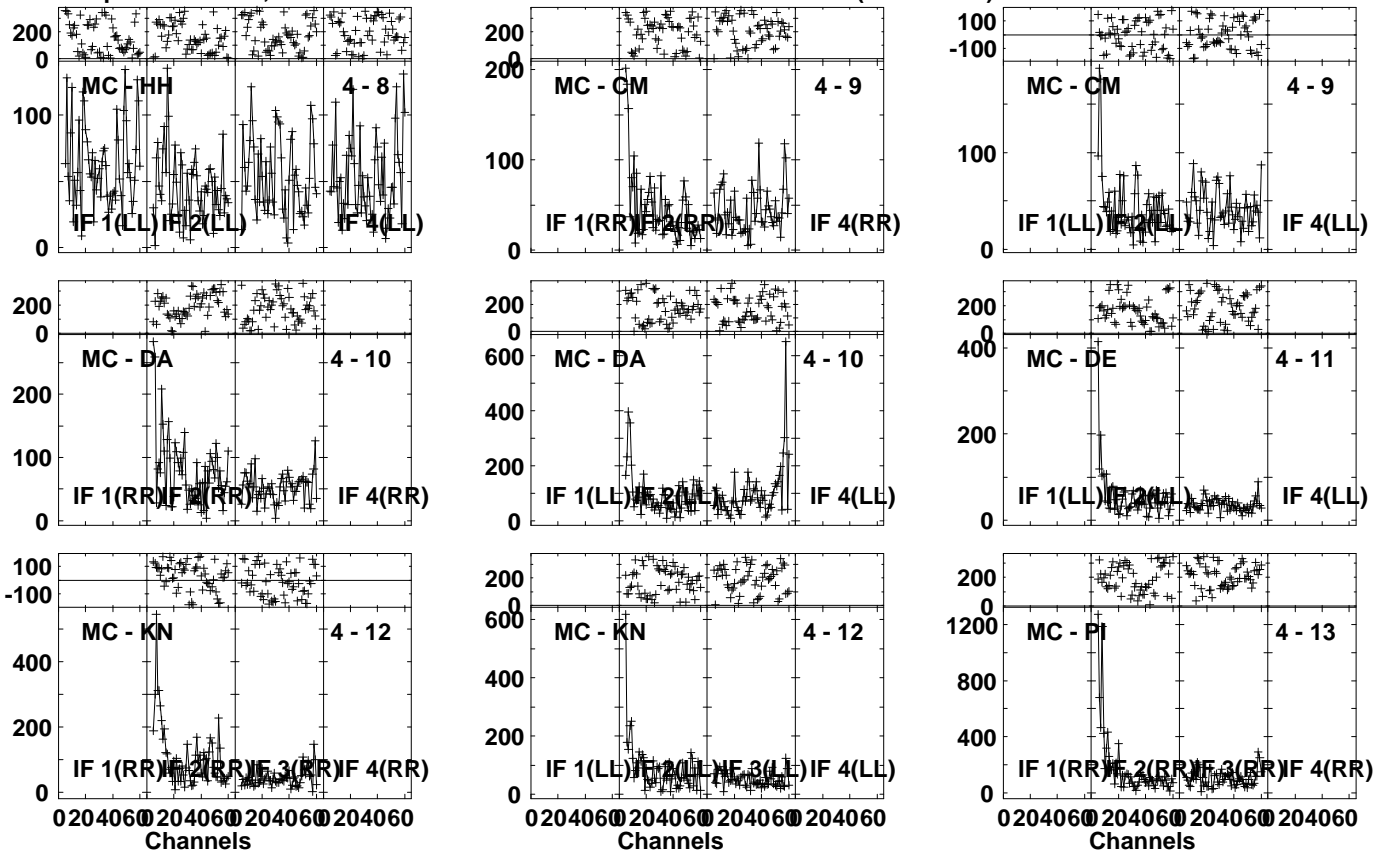 200
0
200
0
100
-100
MC - HH 4 - 8
MC - CM 4 - 9
MC - CM 4 - 9
100
0
200
100
0
100
0
IF 1(LL) IF 2(LL) IF 4(LL)
IF 1(RR) IF 2(RR) IF 4(RR)
IF 1(LL) IF 2(LL) IF 4(LL)
200
0
200
0
200
0
MC - DA 4 - 10
MC - DA 4 - 10
MC - DE 4 - 11
200
100
0
600
400
200
0
400
200
0
IF 1(RR) IF 2(RR) IF 4(RR)
IF 1(LL) IF 2(LL) IF 4(LL)
IF 1(LL) IF 2(LL) IF 4(LL)
100
-100
200
0
200
0
MC - KN 4 - 12
MC - KN 4 - 12
MC - PI 4 - 13
400
200
0
600
400
200
0
1200
800
400
0
IF 1(RR) IF 2(RR) IF 3(RR) IF 4(RR)
IF 1(LL) IF 2(LL) IF 3(LL) IF 4(LL)
IF 1(RR) IF 2(RR) IF 3(RR) IF 4(RR)
0 20 40 60 0 20 40 60 0 20 40 60 0 20 40 60
0 20 40 60 0 20 40 60 0 20 40 60 0 20 40 60
0 20 40 60 0 20 40 60 0 20 40 60 0 20 40 60
Channels
Channels
Channels